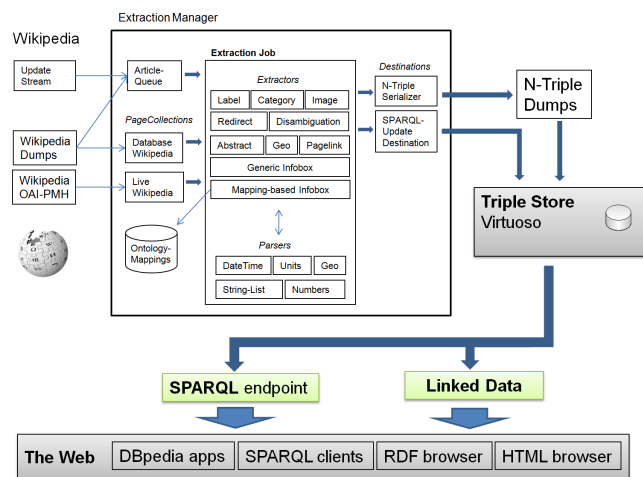 Extraction Manager
Wikipedia
Update
Stream
Wikipedia
Dumps
Wikipedia
OAI-PMH
Article-
Queue
PageCollections
Database
Wikipedia
Live
Wikipedia
Ontology-
Mappings
Extraction Job
Extractors
Label
Category
Image
Redirect
Disambiguation
Abstract
Geo
Pagelink
Generic Infobox
Mapping-based Infobox
Parsers
DateTime
Units
Geo
String-List
Numbers
Destinations
N-Triple
Serializer
SPARQL-
Update
Destination
N-Triple
Dumps
Triple Store
Virtuoso
SPARQL endpoint
Linked Data
The Web
DBpedia apps
SPARQL clients
RDF browser
HTML browser